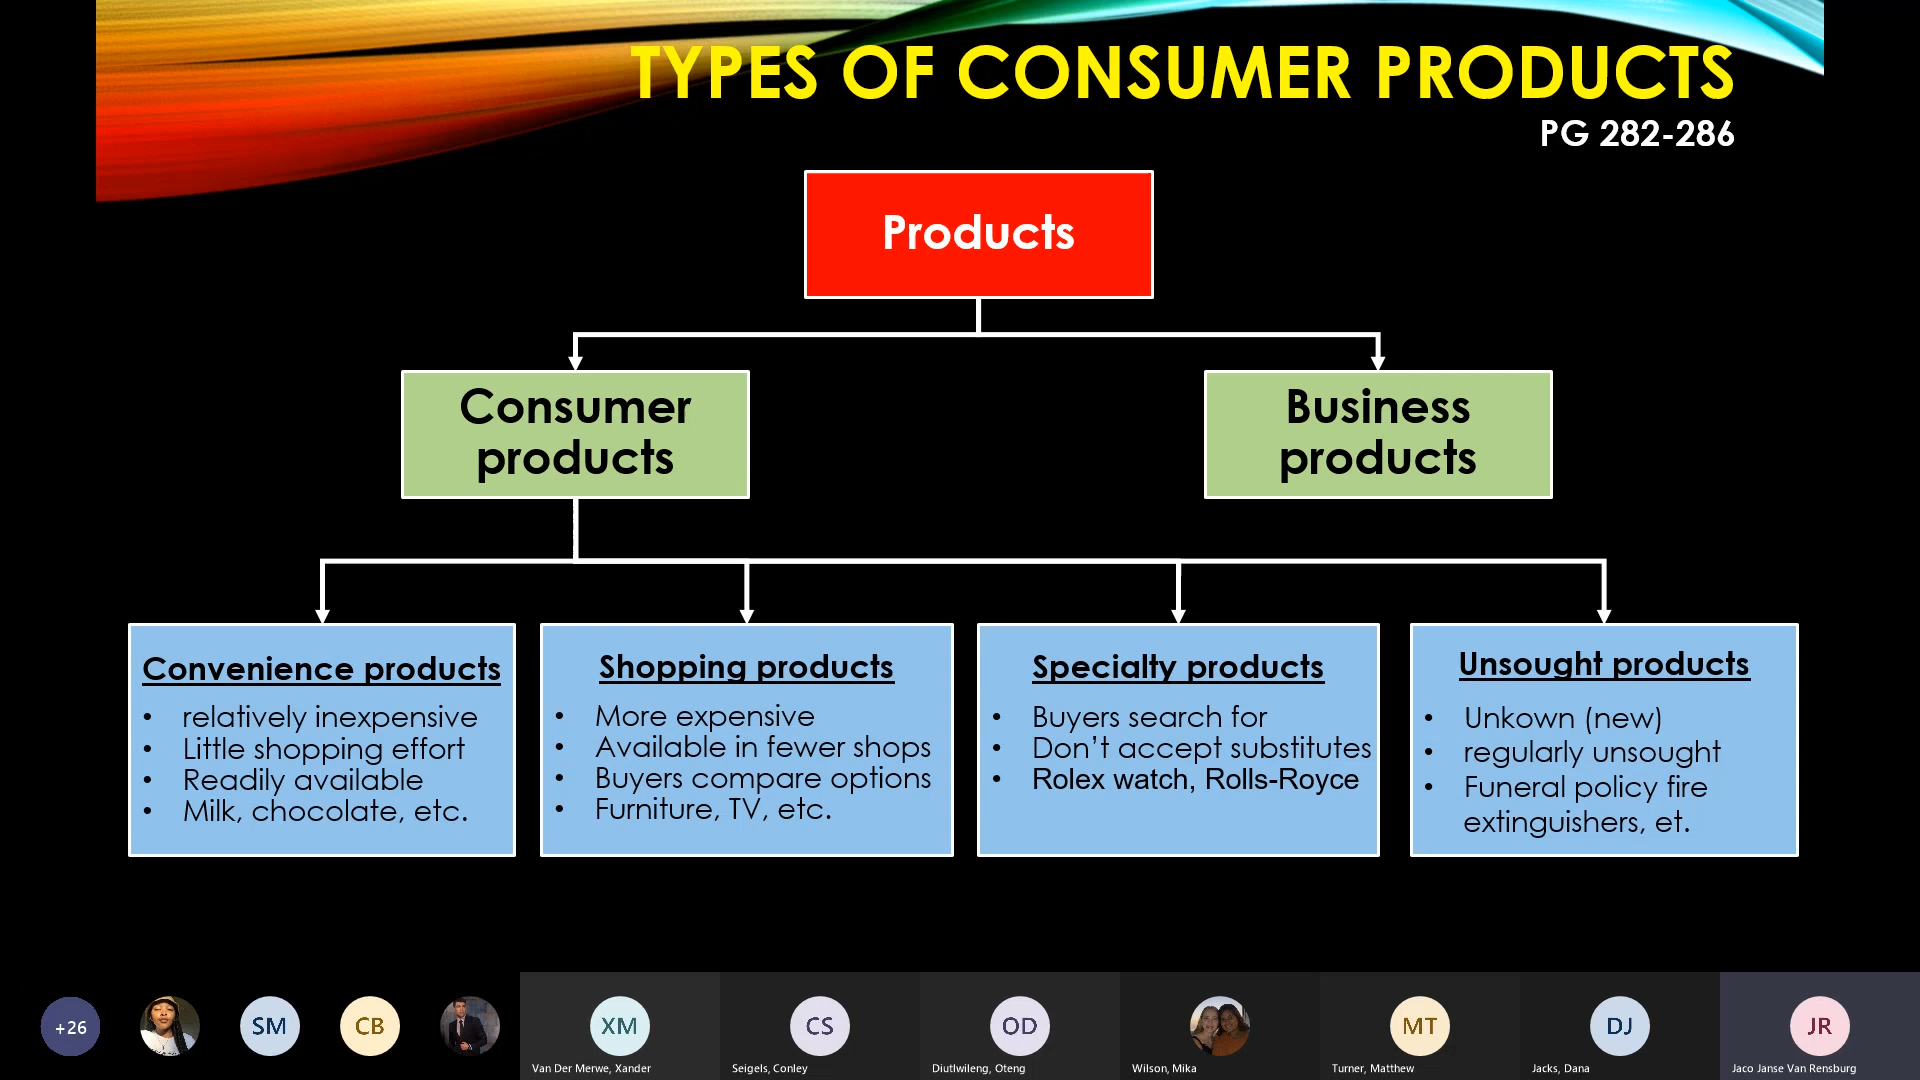 TYPES OF CONSUMER PRODUCTS
PG 282-286
Products
Consumer
products
Business
products
Convenience products
• relatively inexpensive
• Little shopping effort
• Readily available
• Milk, chocolate, etc.
Shopping products
• More expensive
• Available in fewer shops
• Buyers compare options
• Furniture, TV, etc.
Specialty products
• Buyers search for
• Don’t accept substitutes
• Rolex watch, Rolls-Royce
Unsought products
• Unkown (new)
• regularly unsought
• Funeral policy fire
extinguishers, et.
+26
SM
CB
XM
Van Der Merwe, Xander
CS
Seigels, Conley
OD
Diutlwileng, Oteng
Wilson, Mika
MT
Turner, Matthew
DJ
Jacks, Dana
JR
Jaco Janse Van Rensburg